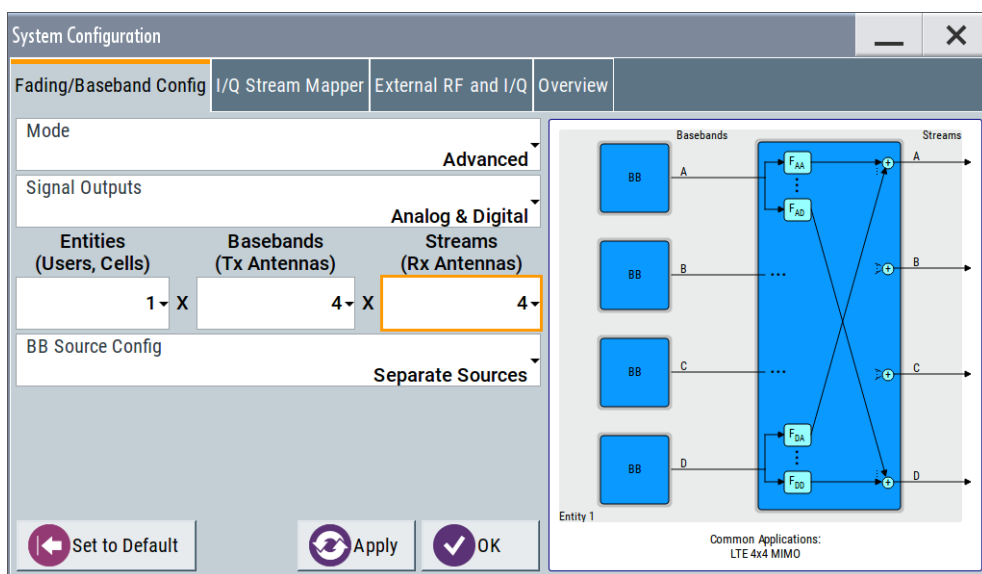 System Configuration
Fading/Baseband Config
I/Q Stream Mapper
External RF and I/Q
Overview
Mode
Advanced
Signal Outputs
Analog & Digital
Entities
(Users, Cells)
Basebands
(Tx Antennas)
Streams
(Rx Antennas)
1 X 4 X 4
BB Source Config
Separate Sources
Set to Default
Apply
OK
Basebands
Streams
BB
A
FAA
A
FAD
BB
B
...
B
BB
C
...
C
BB
D
FDA
FDD
D
Entity 1
Common Applications:
LTE 4x4 MIMO